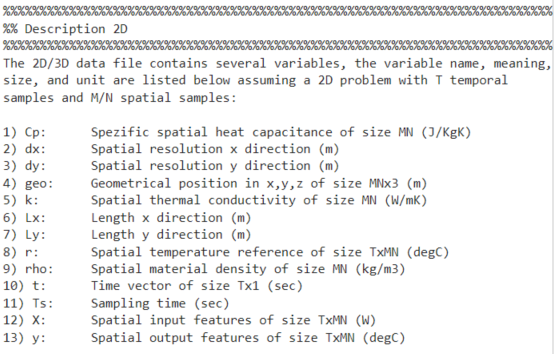 %%%%%%%%%%%%%%%%%%%%%%%%%%%%%%%%%%%%%%%%%%%%%%%%%%%%%%%%%%%%%%%%%%%%%%%%%%%%
%% Description 2D
%%%%%%%%%%%%%%%%%%%%%%%%%%%%%%%%%%%%%%%%%%%%%%%%%%%%%%%%%%%%%%%%%%%%%%%%%%%%
The 2D/3D data file contains several variables, the variable name, meaning,
size, and unit are listed below assuming a 2D problem with T temporal
samples and M/N spatial samples:
1) Cp: Spezific spatial heat capacitance of size MN (J/KgK)
2) dx: Spatial resolution x direction (m)
3) dy: Spatial resolution y direction (m)
4) geo: Geometrical position in x,y,z of size MNx3 (m)
5) k: Spatial thermal conductivity of size MN (W/mK)
6) Lx: Length x direction (m)
7) Ly: Length y direction (m)
8) r: Spatial temperature reference of size TxMN (degC)
9) rho: Spatial material density of size MN (kg/m3)
10) t: Time vector of size Tx1 (sec)
11) Ts: Sampling time (sec)
12) X: Spatial input features of size TxMN (W)
13) y: Spatial output features of size TxMN (degC)